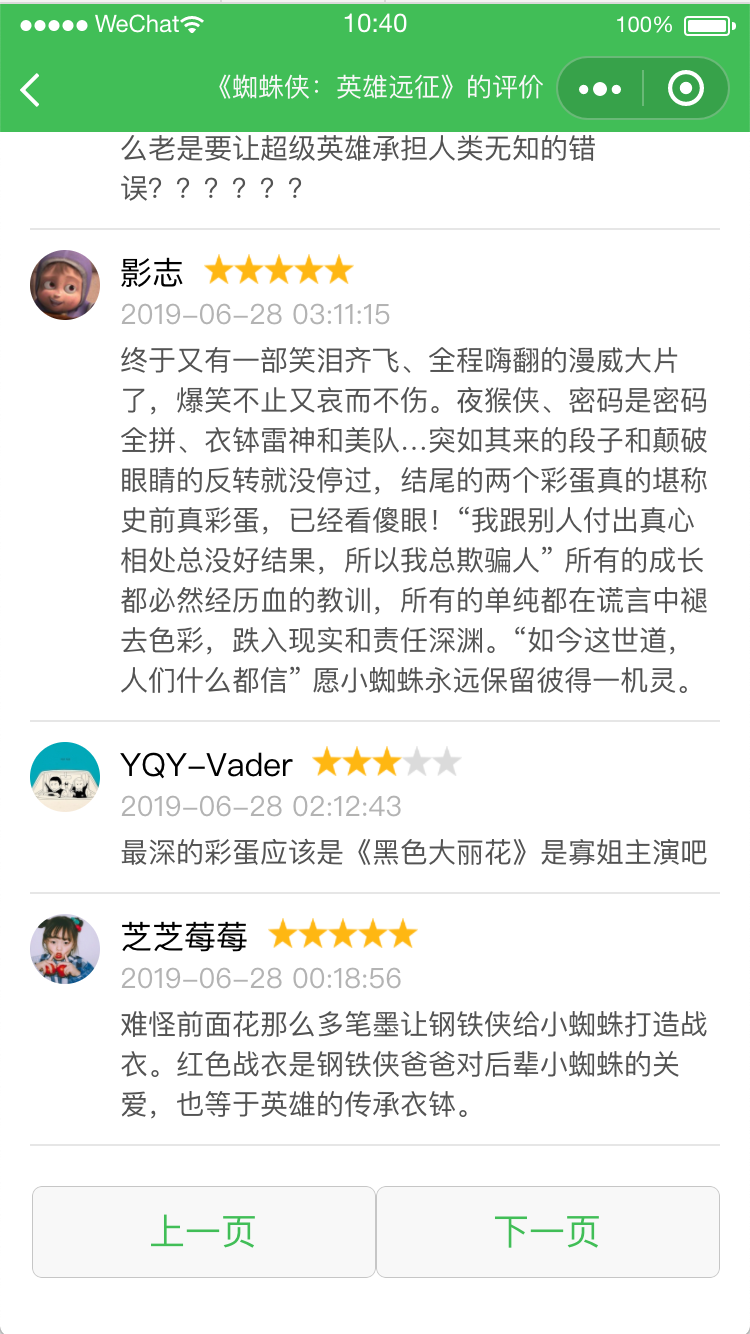 WeChat 10:40 100%
《蜘蛛侠：英雄远征》的评价
么老是要让超级英雄承担人类无知的错
误？？？？？？
影志
2019-06-28 03:11:15
终于又有一部笑泪齐飞、全程嗨翻的漫威大片
了，爆笑不止又哀而不伤。夜猴侠、密码是密码
全拼、衣钵雷神和美队...突如其来的段子和颠破
眼睛的反转就没停过，结尾的两个彩蛋真的堪称
史前真彩蛋，已经看傻眼！“我跟别人付出真心
相处总没好结果，所以我总欺骗人” 所有的成长
都必然经历血的教训，所有的单纯都在谎言中褪
去色彩，跌入现实和责任深渊。“如今这世道，
人们什么都信” 愿小蜘蛛永远保留彼得一机灵。
YQY-Vader
2019-06-28 02:12:43
最深的彩蛋应该是《黑色大丽花》是寡姐主演吧
芝芝莓莓
2019-06-28 00:18:56
难怪前面花那么多笔墨让钢铁侠给小蜘蛛打造战
衣。红色战衣是钢铁侠爸爸对后辈小蜘蛛的关
爱，也等于英雄的传承衣钵。
上一页 下一页